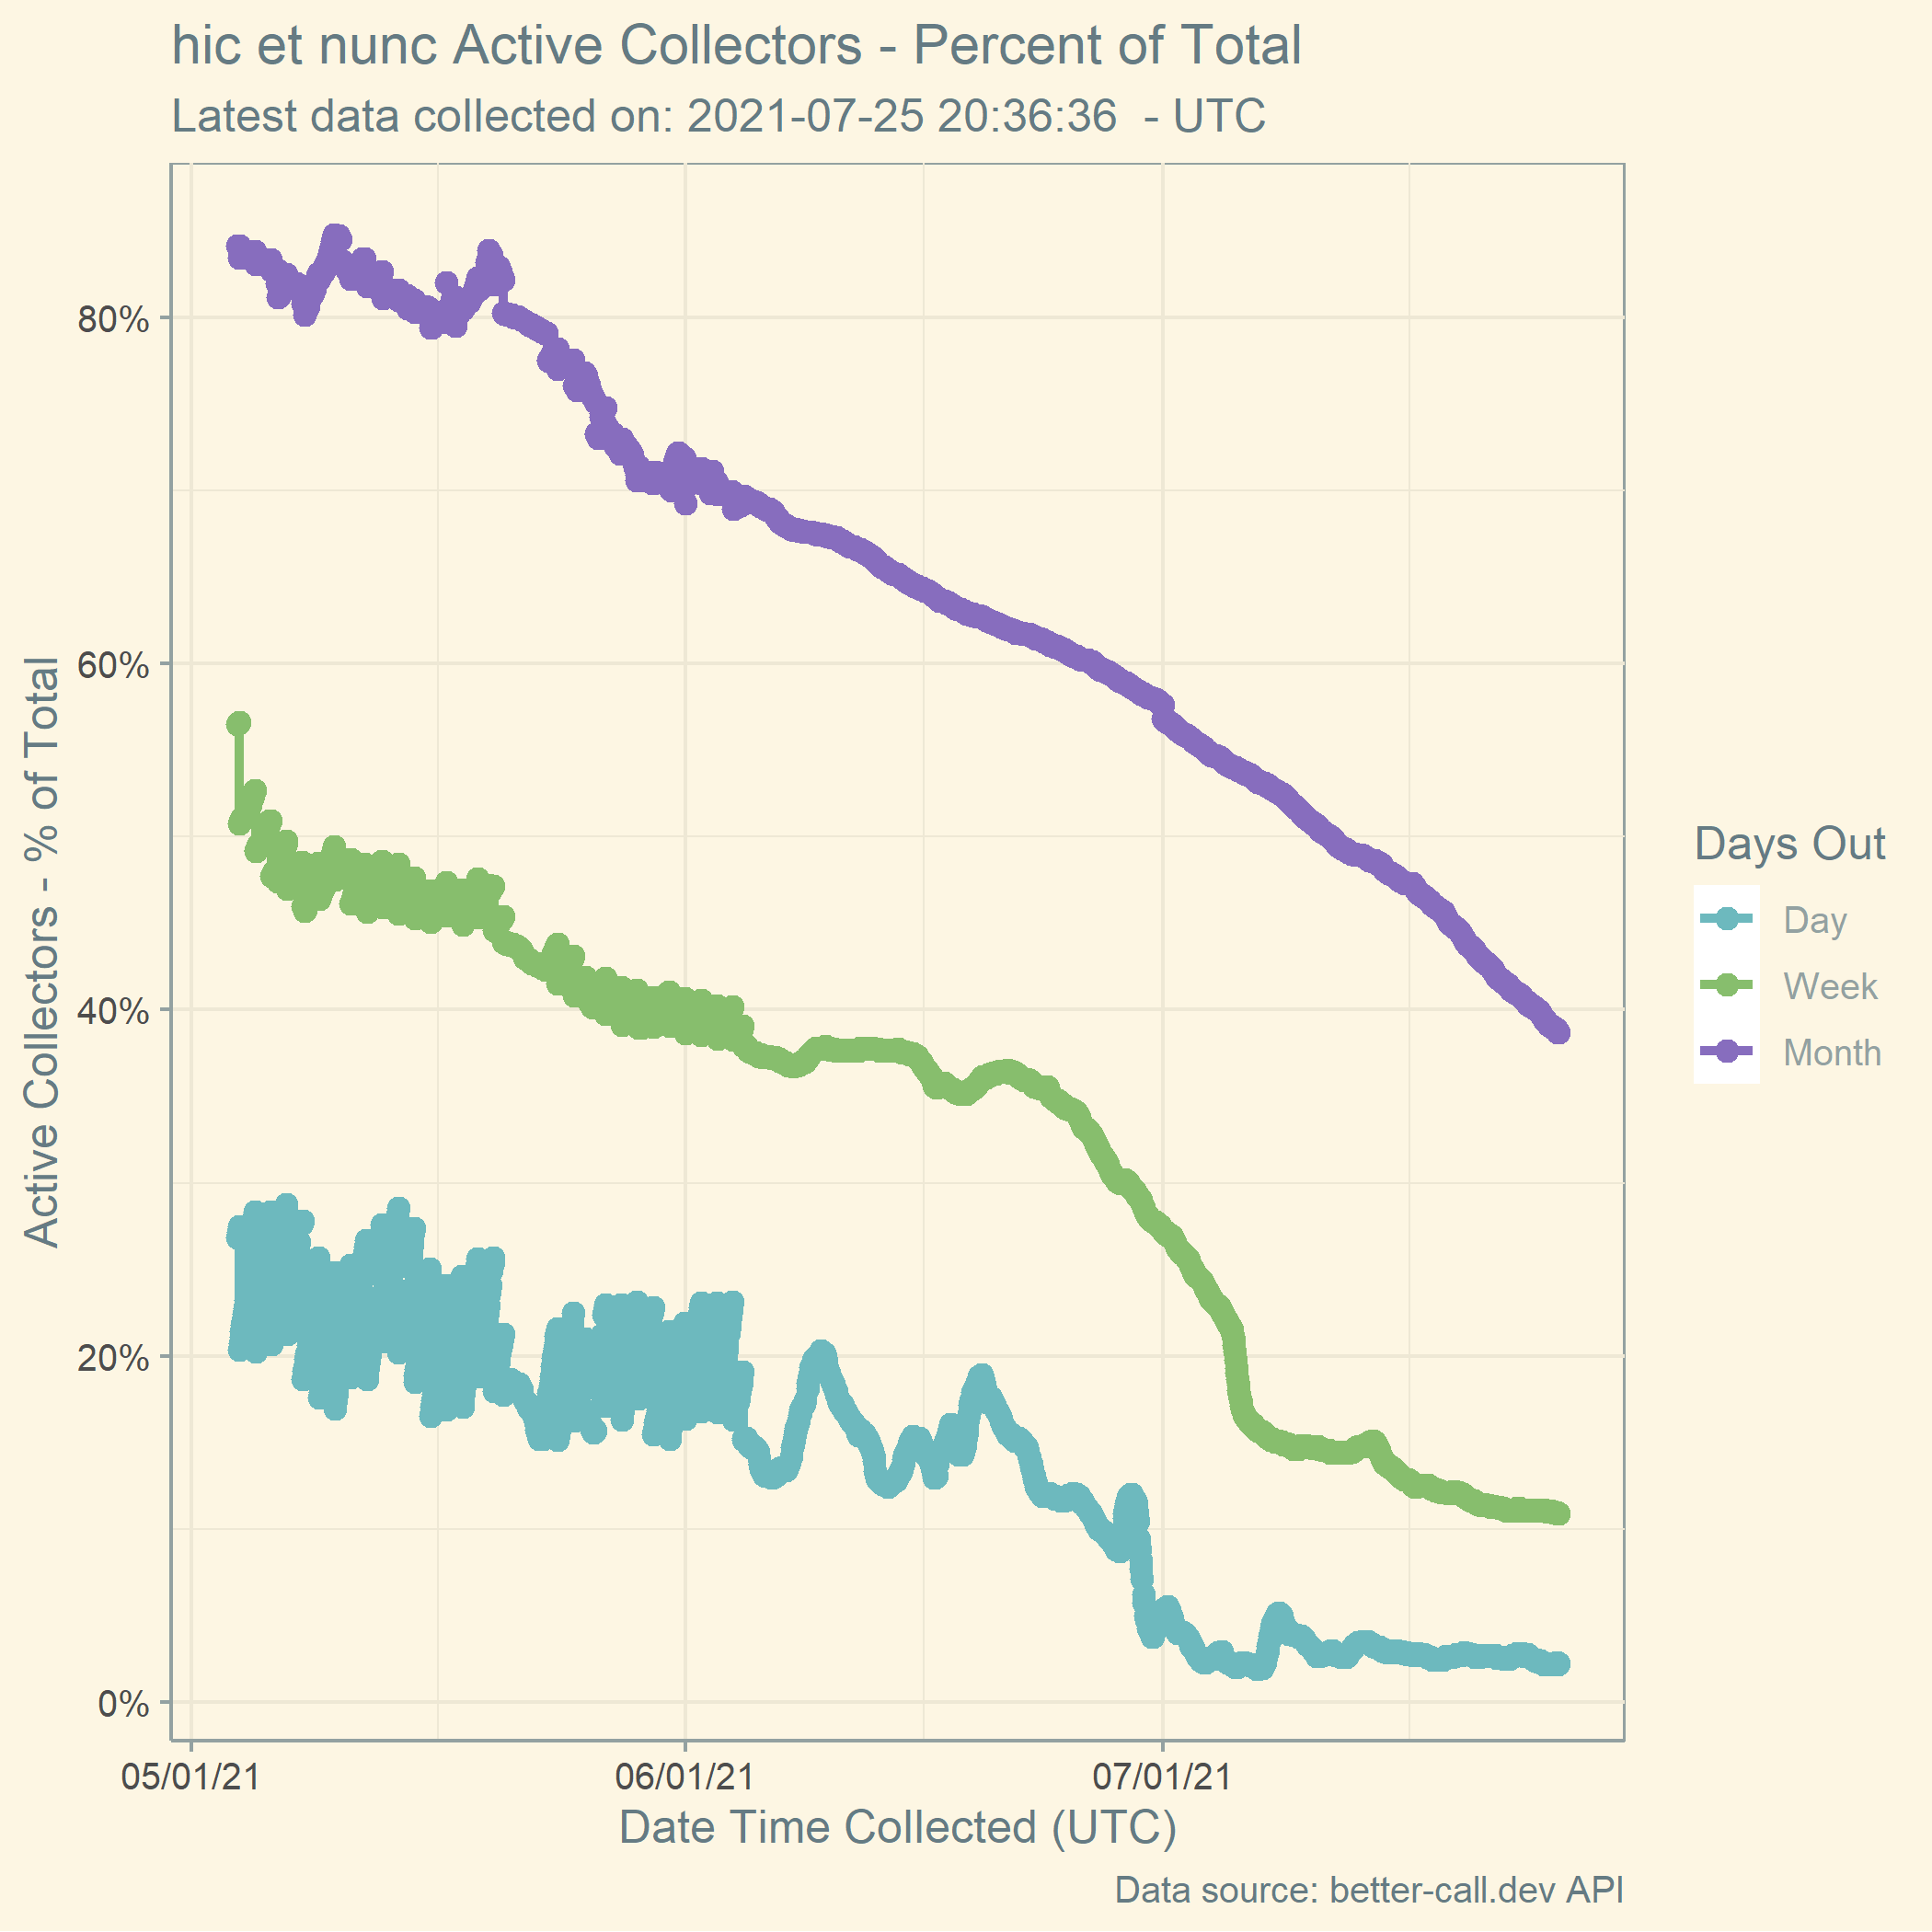 hic et nunc Active Collectors - Percent of Total
Latest data collected on: 2021-07-25 20:36:36  - UTC
Active Collectors - % of Total
80%
60%
40%
20%
0%
05/01/21
06/01/21
07/01/21
Date Time Collected (UTC)
Days Out
Day
Week
Month
Data source: better-call.dev API